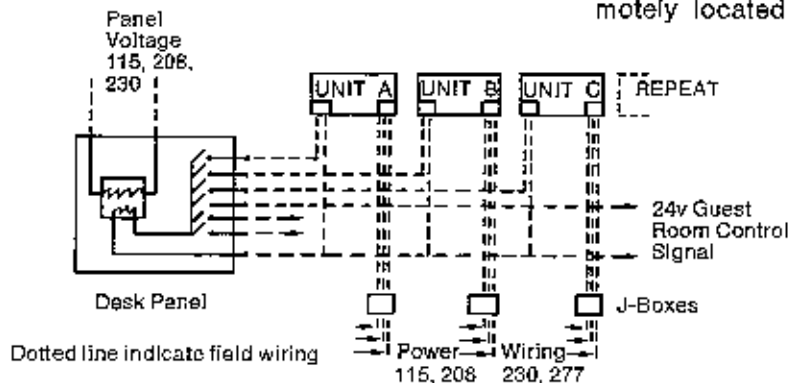 motely located
Panel
Voltage
115, 208,
230
UNIT A
UNIT B
UNIT C
REPEAT
24v Guest
Room Control
Signal
Desk Panel
J-Boxes
Dotted line indicate field wiring
Power Wiring
115, 208 230, 277